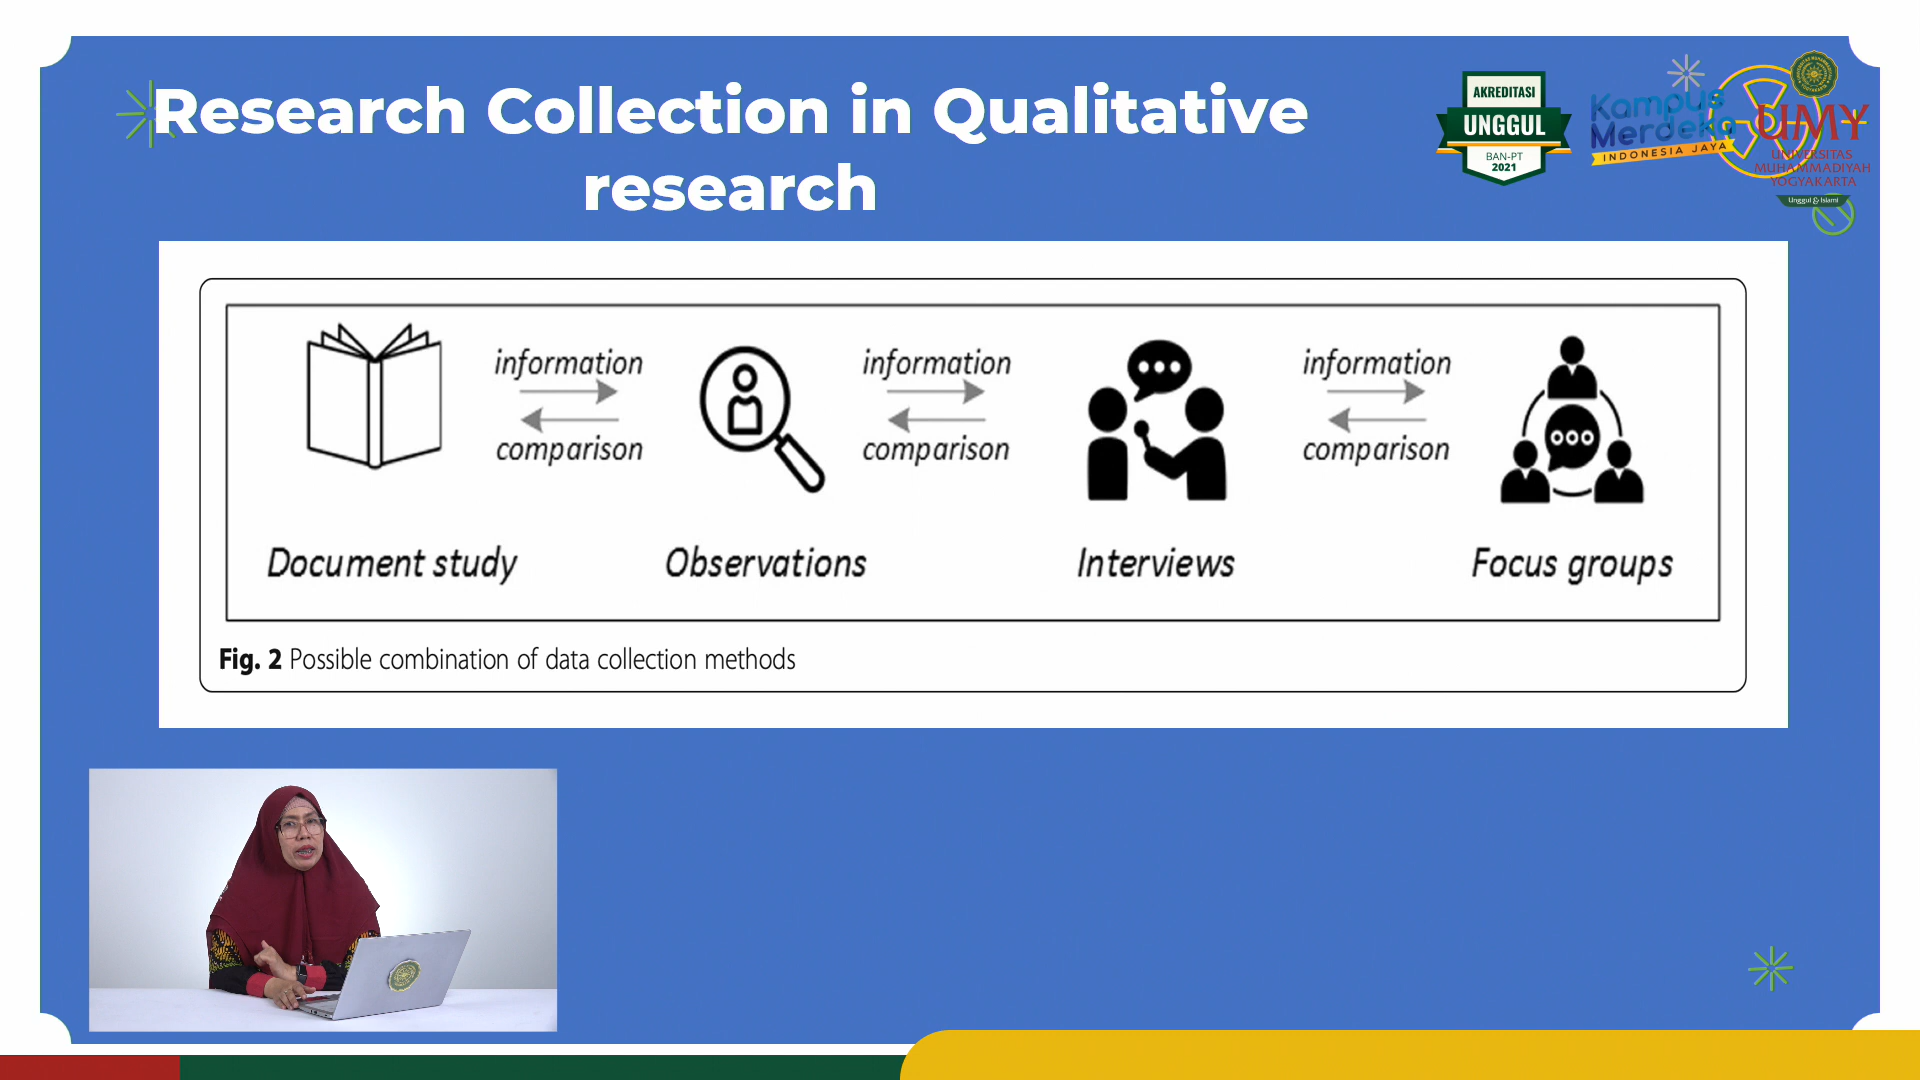 Research Collection in Qualitative
research
AKREDITASI
UNGGUL
BAN-PT
2021
Kampus
Merdeka
INDONESIA JAYA
UMY
UNIVERSITAS
MUHAMMADIYAH
YOGYAKARTA
Unggul & Islami
information
comparison
information
comparison
information
comparison
Document study
Observations
Interviews
Focus groups
Fig. 2 Possible combination of data collection methods